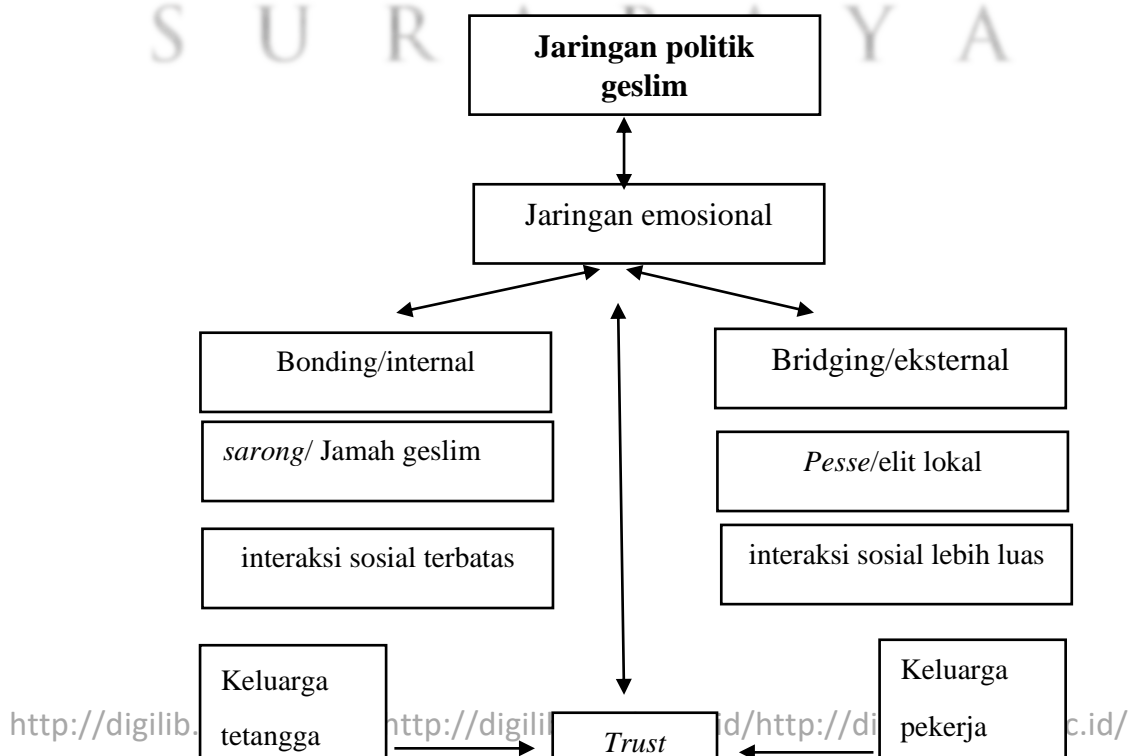 S U R A B A Y A
Jaringan politik
geslim
Jaringan emosional
Bonding/internal
Bridging/eksternal
sarong/ Jamah geslim
Pesse/elit lokal
interaksi sosial terbatas
interaksi sosial lebih luas
Keluarga
tetangga
Trust
Keluarga
pekerja
http://digilib. http://digili id/http://di c.id/